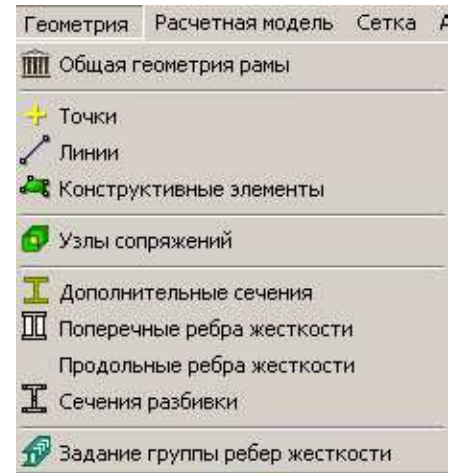 Геометрия Расчетная модель Сетка
Общая геометрия рамы
Точки
Линии
Конструктивные элементы
Узлы сопряжений
Дополнительные сечения
Поперечные ребра жесткости
Продольные ребра жесткости
Сечения разбивки
Задание группы ребер жесткости